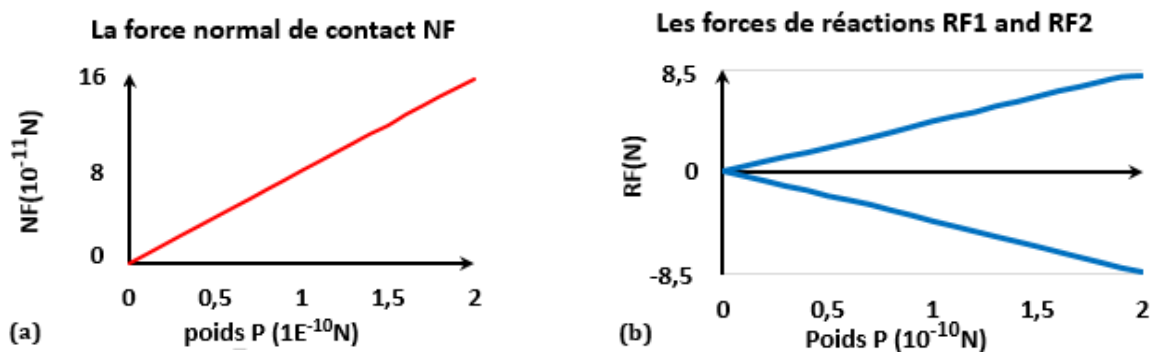 La force normal de contact NF
16
8
0
NF(10⁻¹¹N)
0 0,5 1 1,5 2
poids P (1E⁻¹⁰N)
(a)
Les forces de réactions RF1 and RF2
8,5
0
-8,5
RF(N)
0 0,5 1 1,5 2
Poids P (10⁻¹⁰N)
(b)